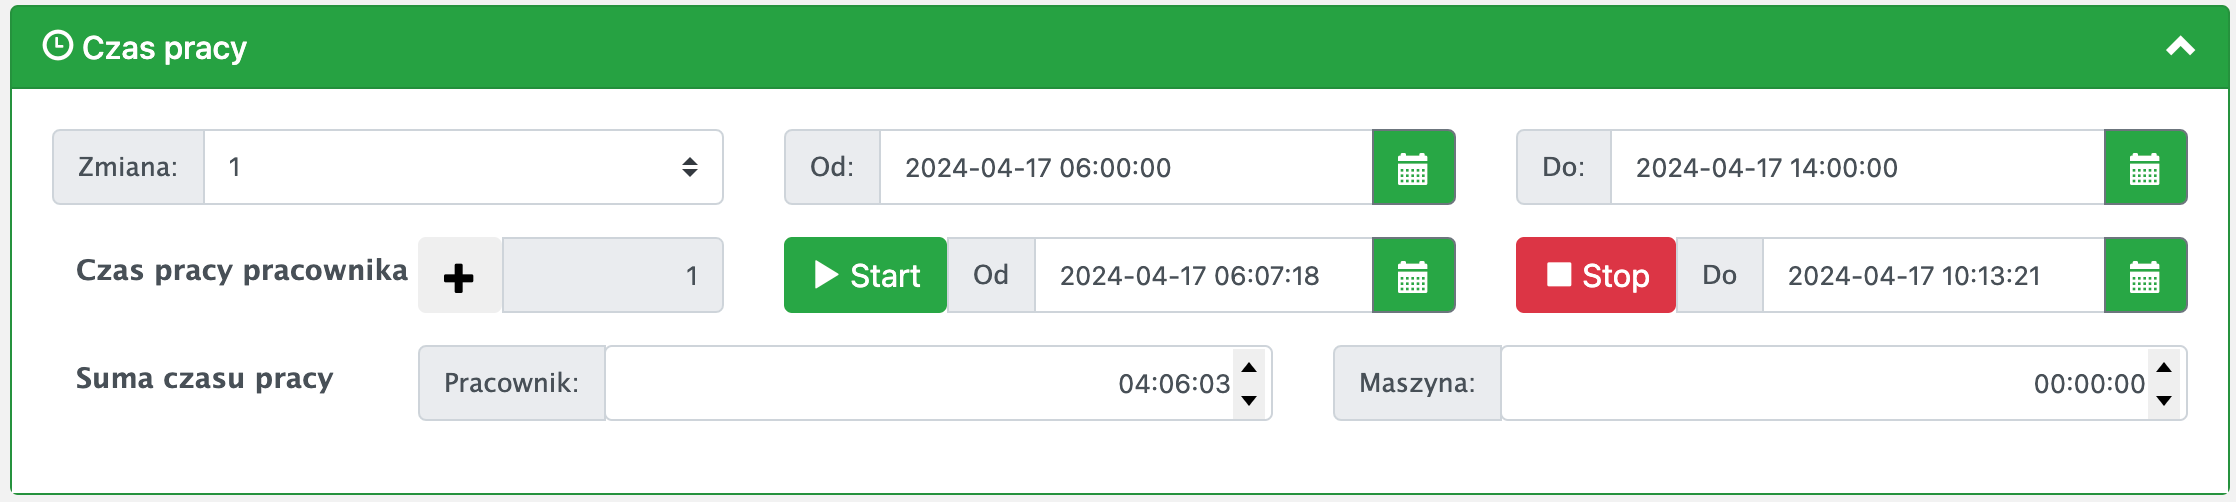 Czas pracy
Zmiana: 1 Od: 2024-04-17 06:00:00 Do: 2024-04-17 14:00:00
Czas pracy pracownika 1 Start Od 2024-04-17 06:07:18 Stop Do 2024-04-17 10:13:21
Suma czasu pracy Pracownik: 04:06:03 Maszyna: 00:00:00